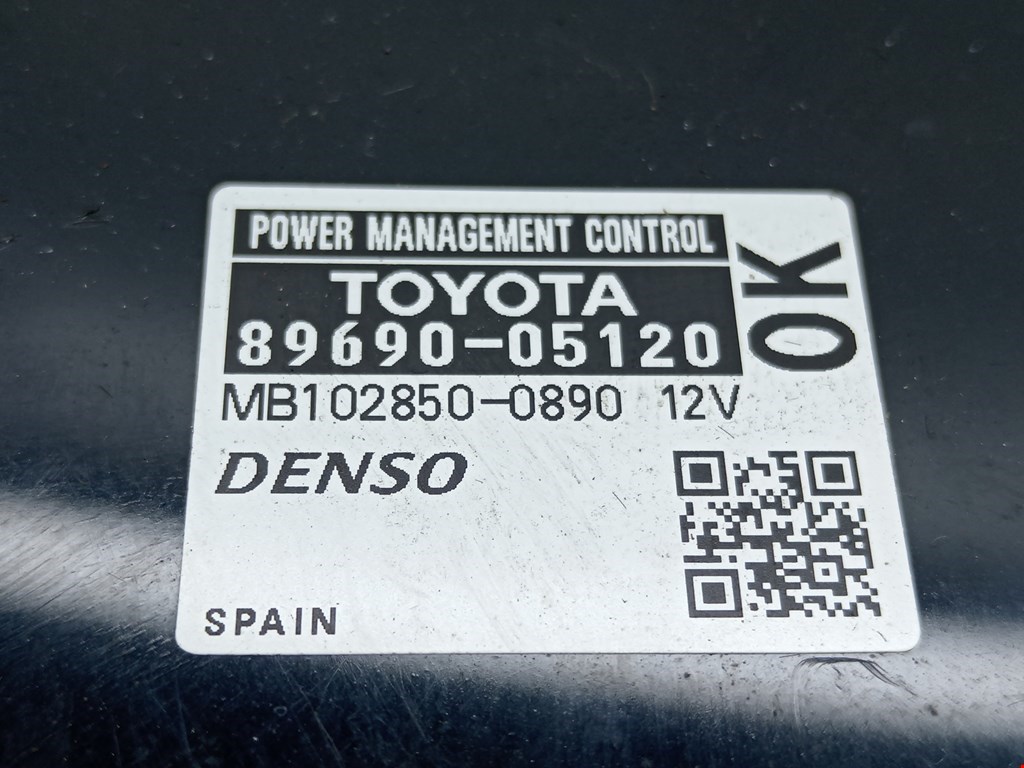 POWER MANAGEMENT CONTROL
TOYOTA
89690-05120
MB102850-0890 12V
OK
DENSO
SPAIN